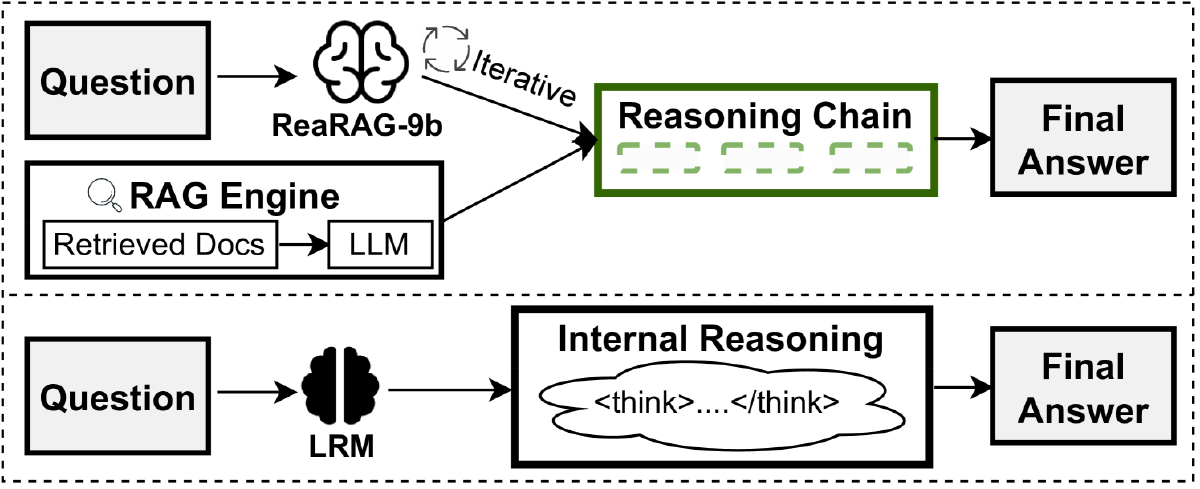 Question
ReaRAG-9b
Iterative
RAG Engine
Retrieved Docs
LLM
Reasoning Chain
Final
Answer
Question
LRM
Internal Reasoning
<think>....</think>
Final
Answer